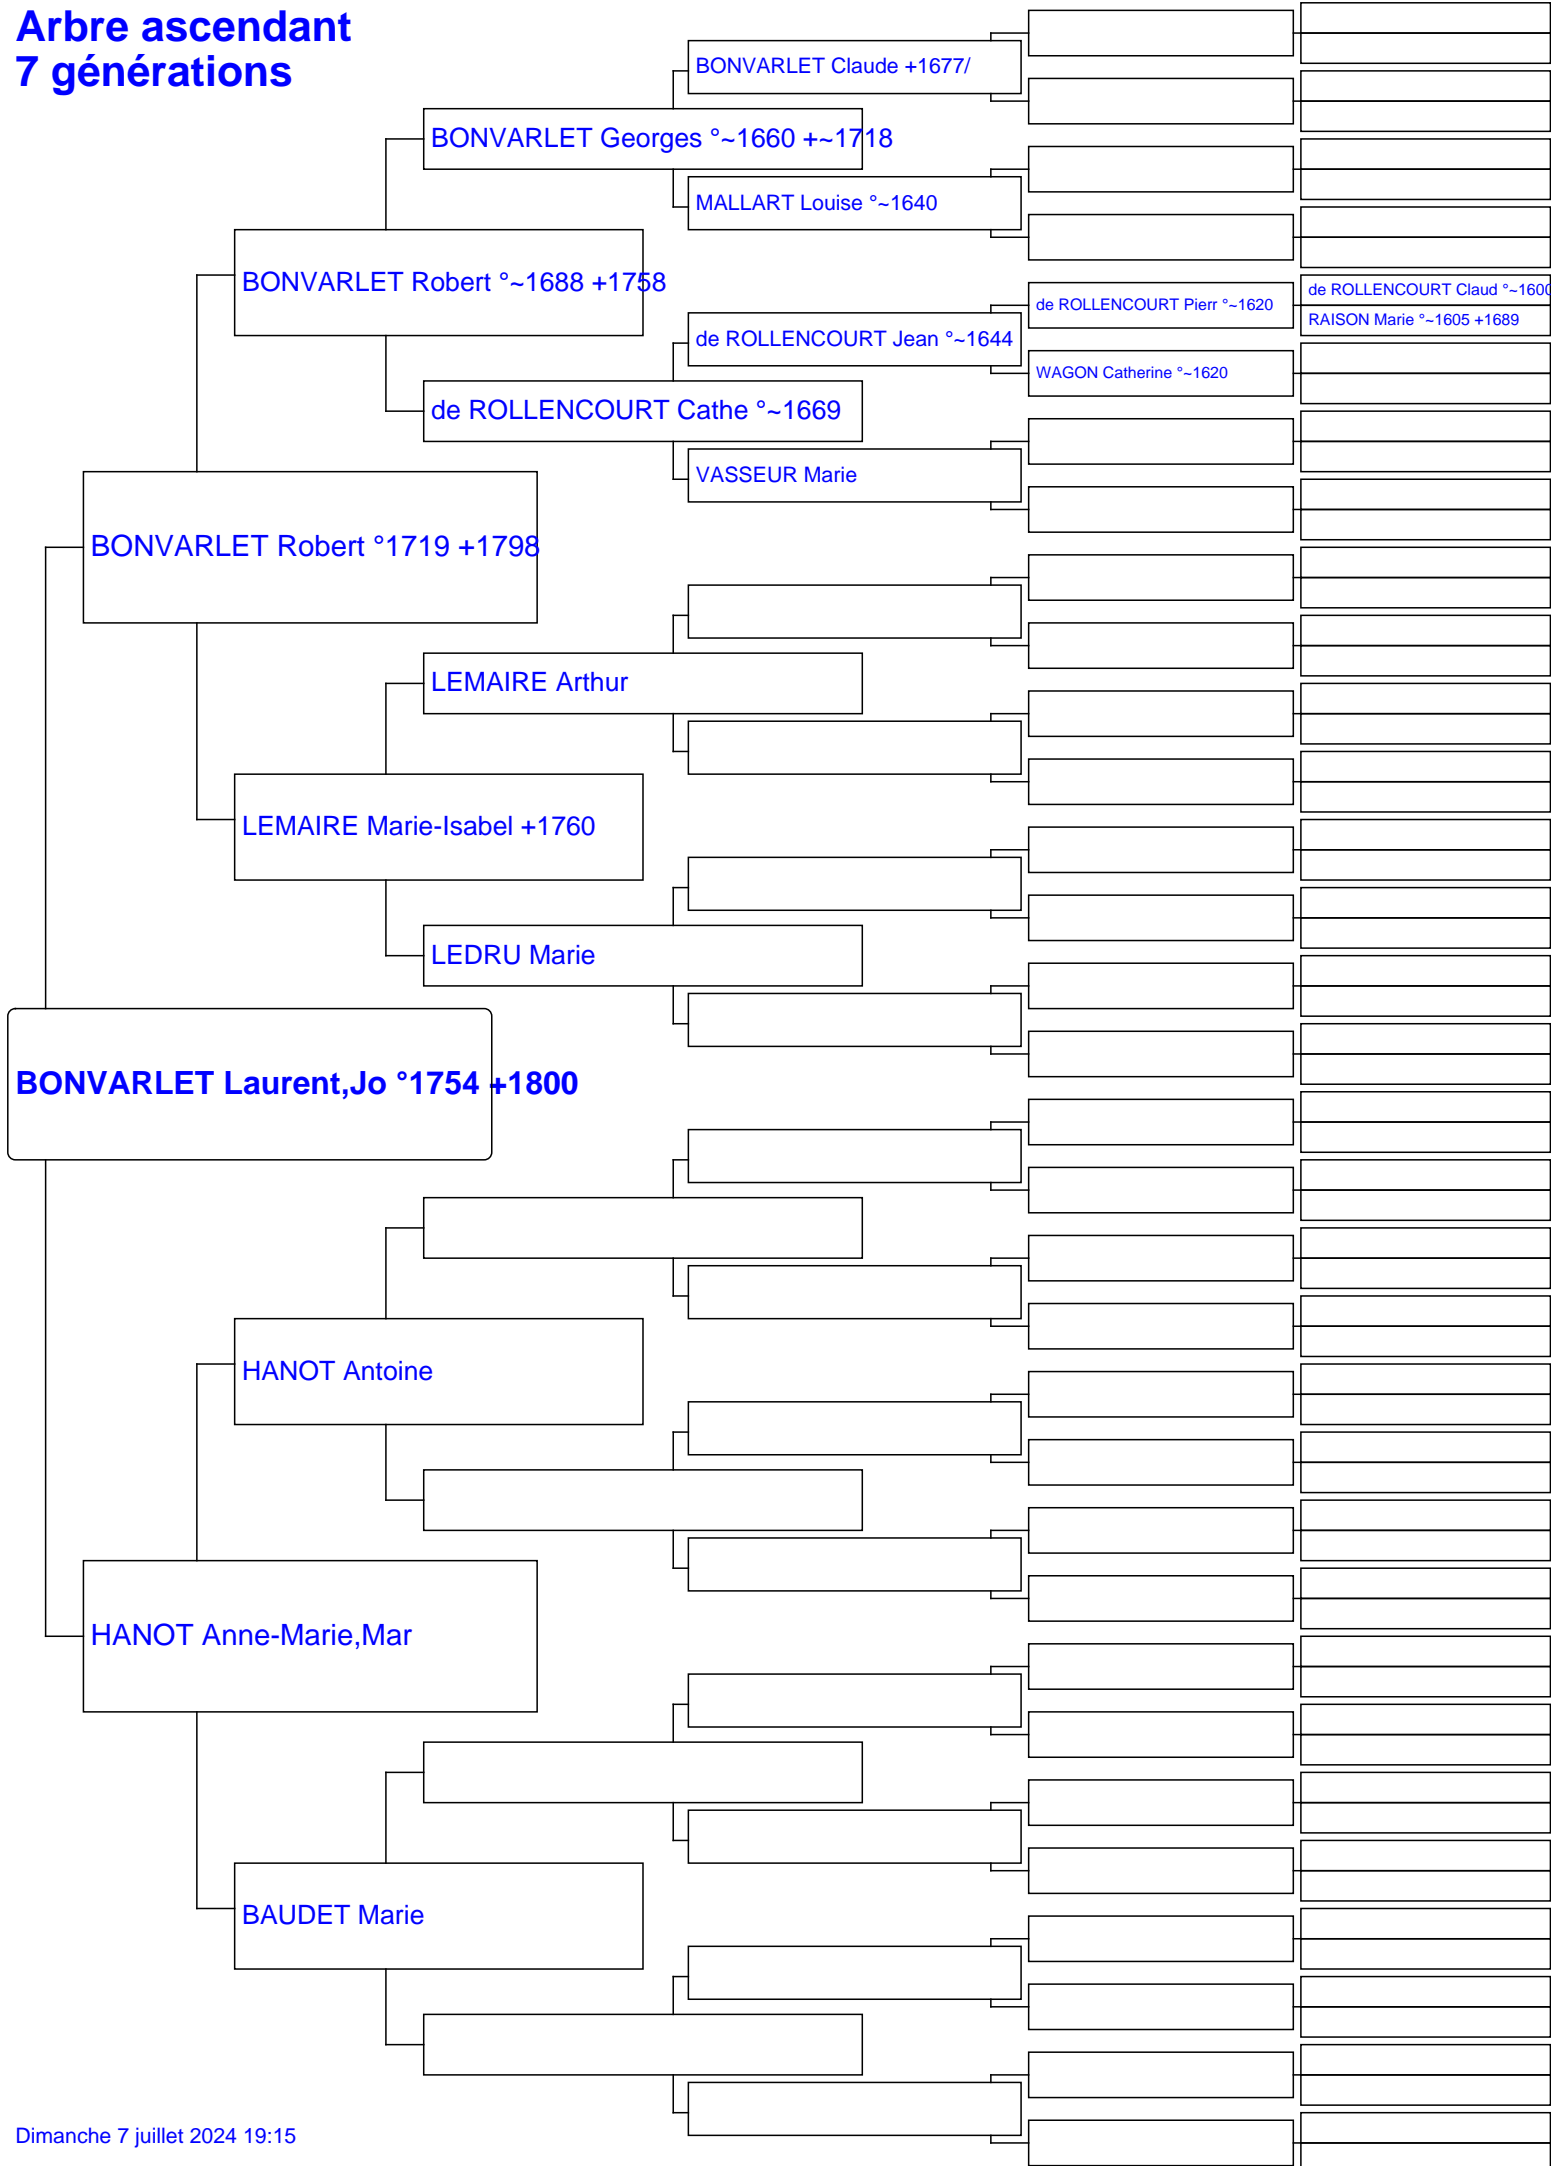 Arbre ascendant
7 générations
BONVARLET Claude +1677/
BONVARLET Georges °~1660 +~1718
MALLART Louise °~1640
BONVARLET Robert °~1688 +1758
de ROLLENCOURT Claud °~1600
de ROLLENCOURT Pierr °~1620
RAISON Marie °~1605 +1689
de ROLLENCOURT Jean °~1644
WAGON Catherine °~1620
de ROLLENCOURT Cathe °~1669
VASSEUR Marie
BONVARLET Robert °1719 +1798
LEMAIRE Arthur
LEMAIRE Marie-Isabel +1760
LEDRU Marie
BONVARLET Laurent,Jo °1754 +1800
HANOT Antoine
HANOT Anne-Marie,Mar
BAUDET Marie
Dimanche 7 juillet 2024 19:15